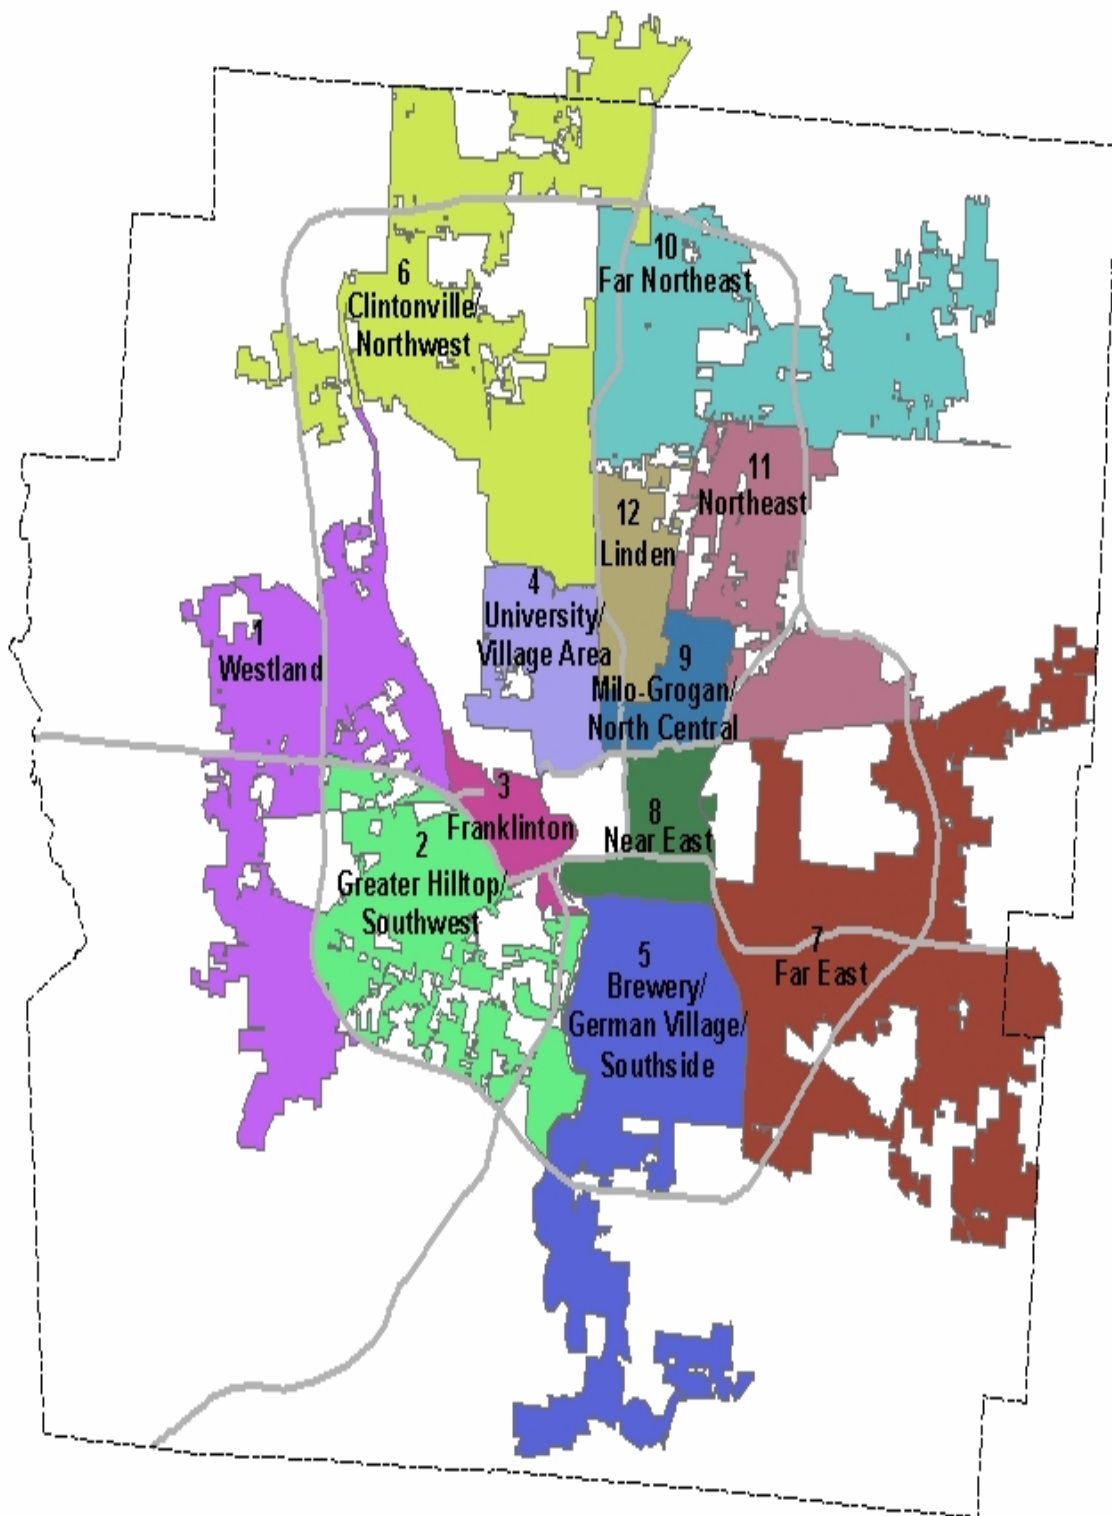 10
Far Northeast
6
Clintonville/
Northwest
11
Northeast
12
Linden
4
University/
Village Area
1
Westland
9
Milo-Grogan/
North Central
3
Franklinton
8
Near East
2
Greater Hilltop/
Southwest
7
Far East
5
Brewery/
German Village/
Southside